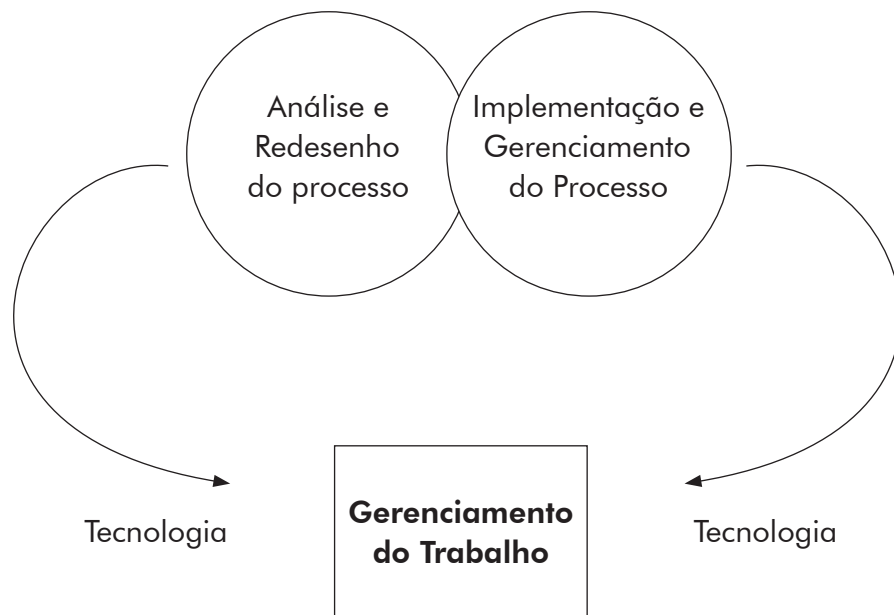 Análise e
Redesenho
do processo
Implementação e
Gerenciamento
do Processo
Tecnologia
Gerenciamento
do Trabalho
Tecnologia